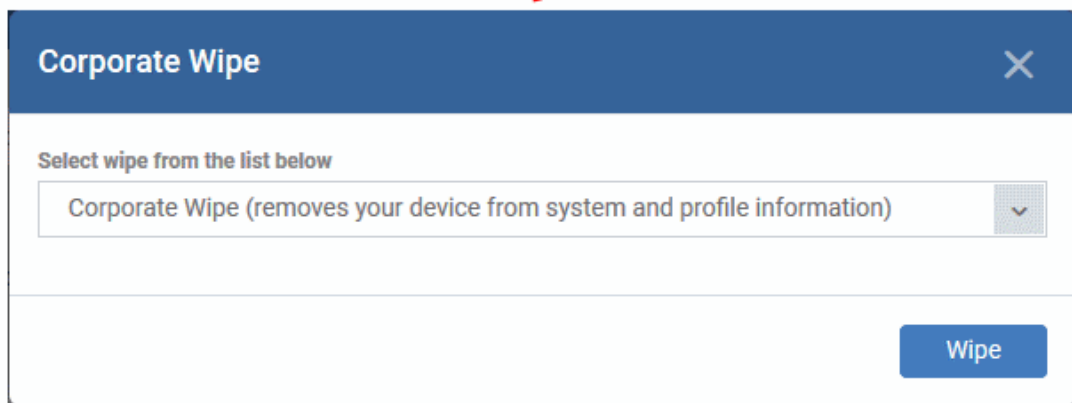 Corporate Wipe
Select wipe from the list below
Corporate Wipe (removes your device from system and profile information)
Wipe